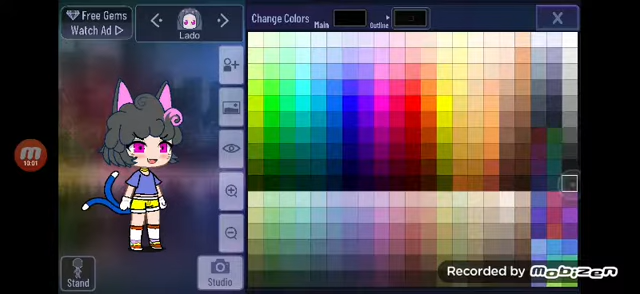 Free Gems
Watch Ad
Lado
Change Colors
Main
Outline
X
10:01
Stand
Studio
Recorded by mobizen